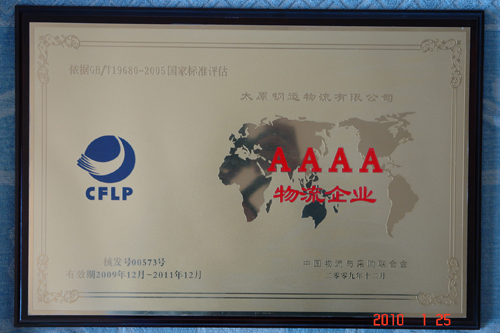 依据GB/T19680-2005国家标准评估
太原钢运物流有限公司
AAAA
物流企业
CFLP
核发号00573号
有效期2009年12月-2011年12月
中国物流与采购联合会
二零零九年十二月
2010 1 25